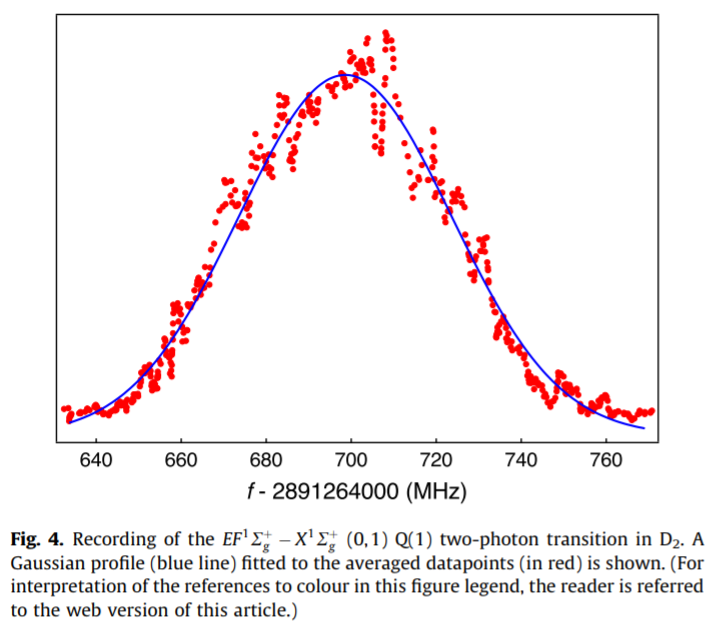 640 660 680 700 720 740 760
f - 2891264000 (MHz)
Fig. 4. Recording of the EF¹Σg⁺ – X¹Σg⁺ (0,1) Q(1) two-photon transition in D₂. A
Gaussian profile (blue line) fitted to the averaged datapoints (in red) is shown. (For
interpretation of the references to colour in this figure legend, the reader is referred
to the web version of this article.)